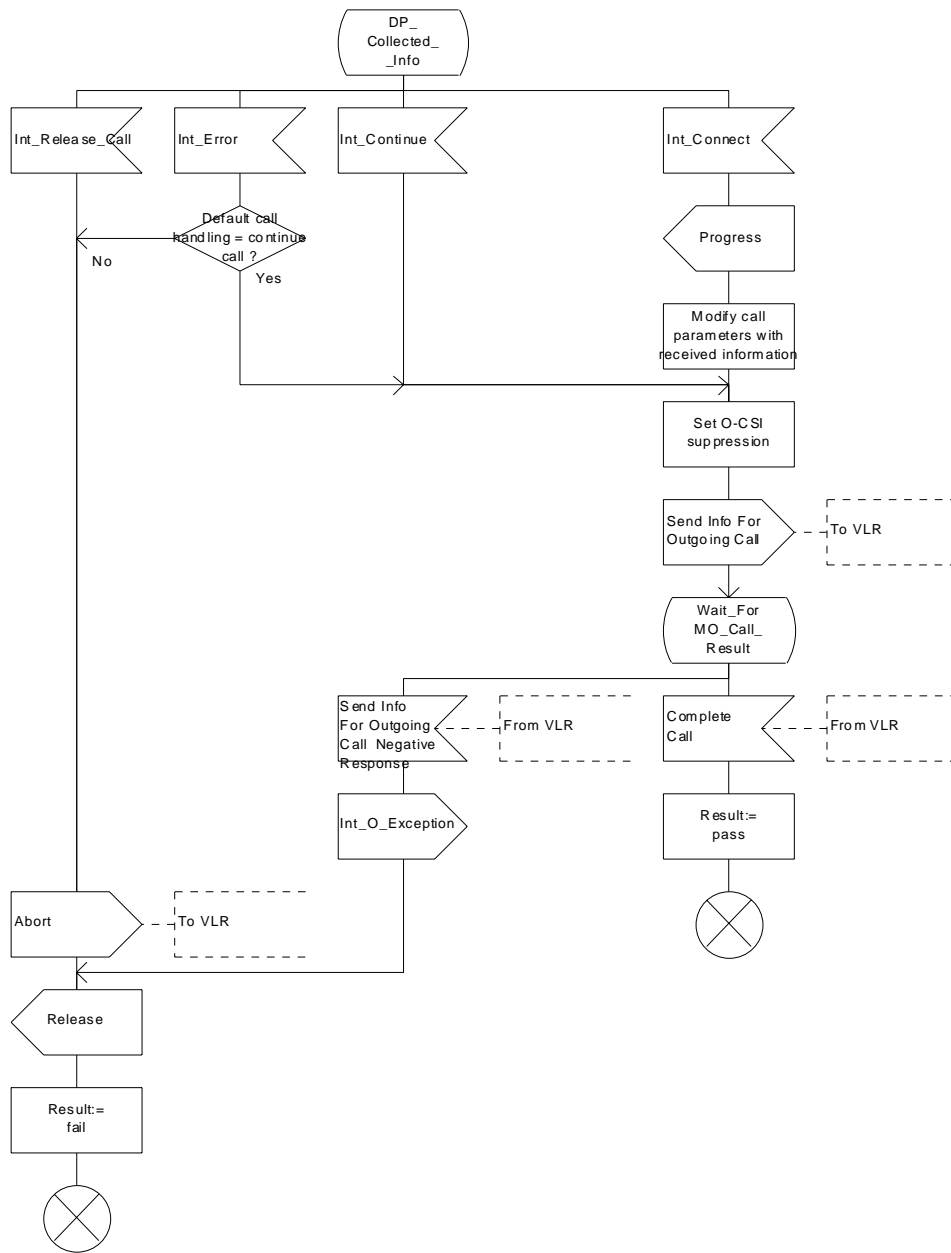 DP_
Collected_
_Info
Int_Release_Call
Int_Error
Int_Continue
Int_Connect
Default call
handling = continue
call ?
No
Yes
Progress
Modify call
parameters with
received information
Set O-CSI
suppression
Send Info For
Outgoing Call
To VLR
Wait_For
MO_Call_
Result
Send Info
For Outgoing
Call Negative
Response
From VLR
Complete
Call
From VLR
Int_O_Exception
Result:=
pass
Abort
To VLR
Release
Result:=
fail